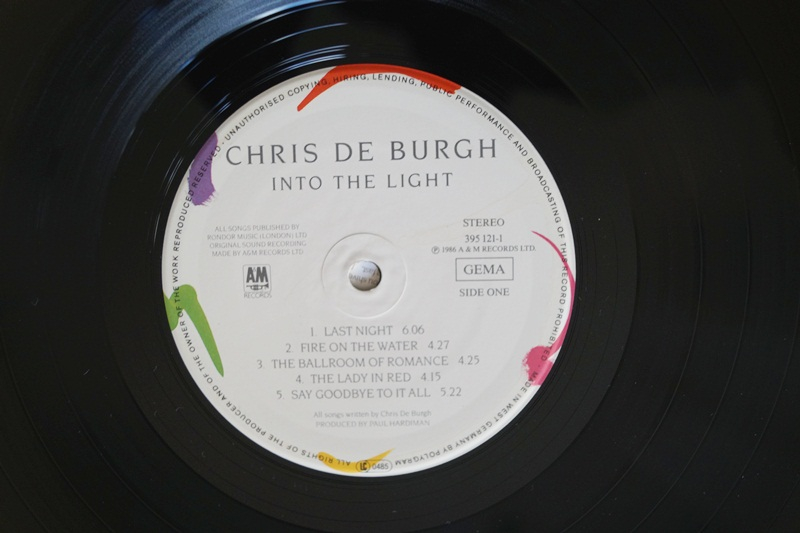 CHRIS DE BURGH
INTO THE LIGHT
ALL SONGS PUBLISHED BY
RONDOR MUSIC (LONDON) LTD
ORIGINAL SOUND RECORDING
MADE BY A&M RECORDS LTD
AM
RECORDS
STEREO
395 121-1
℗ 1986 A & M RECORDS LTD.
GEMA
SIDE ONE
1. LAST NIGHT 6.06
2 FIRE ON THE WATER 4.27
3 THE BALLROOM OF ROMANCE 4.25
4. THE LADY IN RED 4.15
5 SAY GOODBYE TO IT ALL 5.22
All songs written by Chris De Burgh
PRODUCED BY PAUL HARDIMAN
ALL RIGHTS OF THE PRODUCER AND OF THE OWNER OF THE WORK REPRODUCED RESERVED · UNAUTHORISED COPYING, HIRING, LENDING, PUBLIC PERFORMANCE AND BROADCASTING OF THIS RECORD PROHIBITED · MADE IN WEST GERMANY BY POLYGRAM
LC 0485